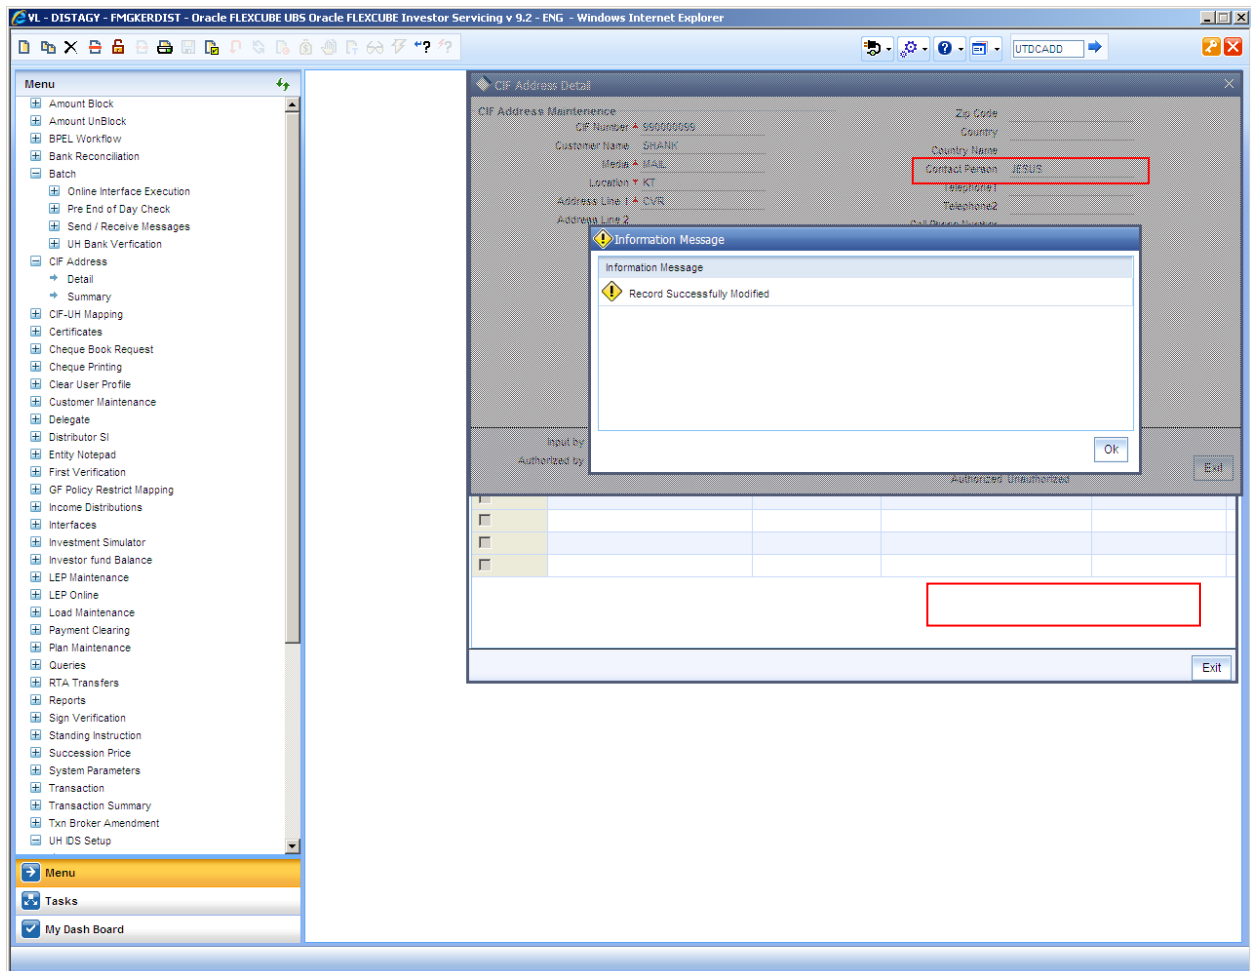 VL - DISTAGY - FMGKERDIST - Oracle FLEXCUBE UBS Oracle FLEXCUBE Investor Servicing v 9.2 - ENG - Windows Internet Explorer
UTDCADD
Menu
Amount Block
Amount UnBlock
BPEL Workflow
Bank Reconciliation
Batch
Online Interface Execution
Pre End of Day Check
Send / Receive Messages
UH Bank Verfication
CIF Address
Detail
Summary
CIF-UH Mapping
Certificates
Cheque Book Request
Cheque Printing
Clear User Profile
Customer Maintenance
Delegate
Distributor SI
Entity Notepad
First Verification
GF Policy Restrict Mapping
Income Distributions
Interfaces
Investment Simulator
Investor fund Balance
LEP Maintenance
LEP Online
Load Maintenance
Payment Clearing
Plan Maintenance
Queries
RTA Transfers
Reports
Sign Verification
Standing Instruction
Succession Price
System Parameters
Transaction
Transaction Summary
Txn Broker Amendment
UH IDS Setup
Menu
Tasks
My Dash Board
CIF Address Detail
CIF Address Maintenence
CIF Number 990000099
Customer Name SHANK
Media MAIL
Location KT
Address Line 1 CVR
Address Line 2
Zip Code
Country
Country Name
Contact Person JESUS
Telephone1
Telephone2
Cell Phone Number
Information Message
Information Message
Record Successfully Modified
Ok
Input by
Authorized by
Authorized Unauthorized
Exit
Exit